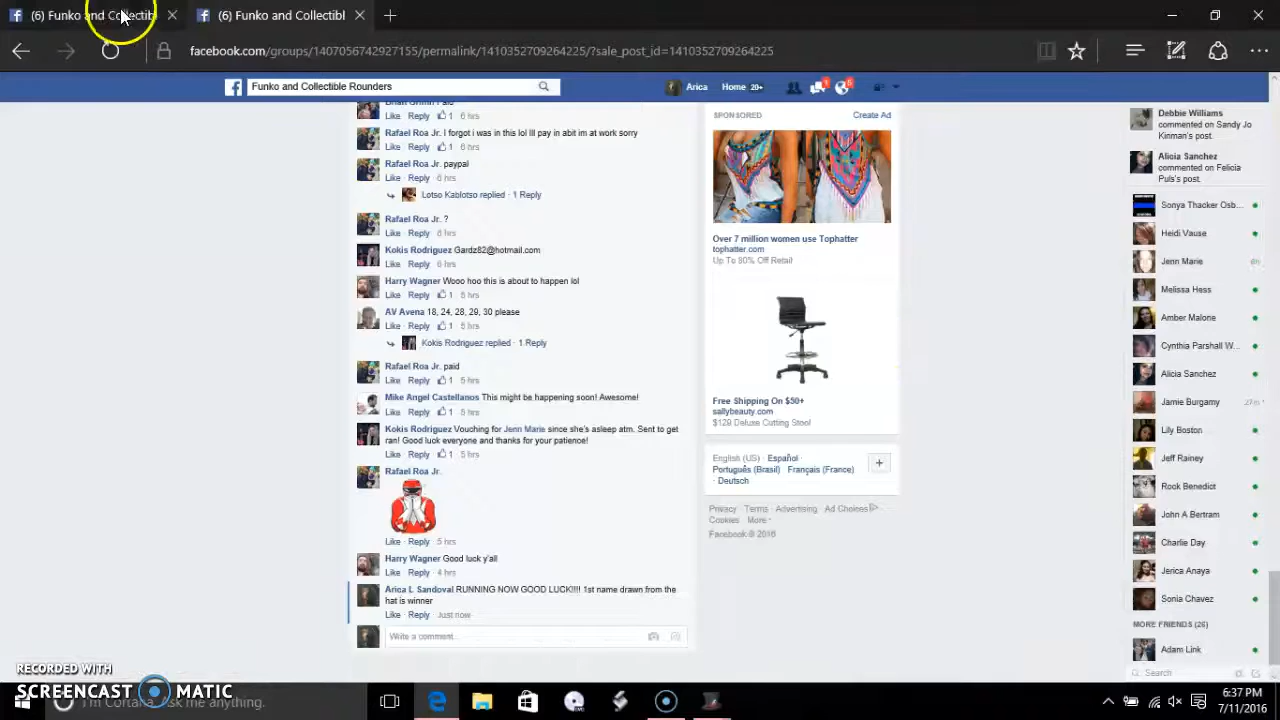 (6) Funko and Collectib
(6) Funko and Collectib
facebook.com/groups/1407056742927155/permalink/1410352709264225/?sale_post_id=1410352709264225
Funko and Collectible Rounders
Arica Home 20+
Like · Reply · 1 · 6 hrs
Rafael Roa Jr. I forgot i was in this lol Ill pay in abit im at work sorry
Like · Reply · 1 · 6 hrs
Rafael Roa Jr. paypal
Like · Reply · 6 hrs
Lotso Kablotso replied · 1 Reply
Rafael Roa Jr. ?
Like · Reply · 6 hrs
Kokis Rodriguez Gardz82@hotmail.com
Like · Reply · 6 hrs
Harry Wagner Wooo hoo this is about to happen lol
Like · Reply · 1 · 5 hrs
AV Avena 18, 24, 28, 29, 30 please
Like · Reply · 1 · 5 hrs
Kokis Rodriguez replied · 1 Reply
Rafael Roa Jr. paid
Like · Reply · 1 · 5 hrs
Mike Angel Castellanos This might be happening soon! Awesome!
Like · Reply · 1 · 5 hrs
Kokis Rodriguez Vouching for Jenn Marie since she's asleep atm. Sent to get
ran! Good luck everyone and thanks for your patience!
Like · Reply · 1 · 5 hrs
Rafael Roa Jr.
Like · Reply · 5 hrs
Harry Wagner Good luck y'all
Like · Reply · 4 hrs
Arica L Sandoval RUNNING NOW GOOD LUCK!!!! 1st name drawn from the
hat is winner
Like · Reply · Just now
Write a comment...
SPONSORED
Create Ad
Over 7 million women use Tophatter
tophatter.com
Up To 80% Off Retail
Free Shipping On $50+
sallybeauty.com
$129 Deluxe Cutting Stool
English (US) · Español ·
Português (Brasil) · Français (France)
· Deutsch
Privacy · Terms · Advertising · Ad Choices
Cookies · More
Facebook © 2016
Debbie Williams
commented on Sandy Jo
Kinman's post.
Alicia Sanchez
commented on Felicia
Puls's post.
Sonya Thacker Osb...
Heidi Vause
Jenn Marie
Melissa Hess
Amber Malone
Cynthia Parshall W...
Alicia Sanchez
Jamie Burgamy
Lily Boston
Jeff Rainey
Rock Benedict
John A Bertram
Charlie Day
Jerica Anaya
Sonia Chavez
MORE FRIENDS (26)
Adam Link
Search
RECORDED WITH
SCREENCAST MATIC
I'm Cortana. Ask me anything.
6:37 PM
7/11/2016